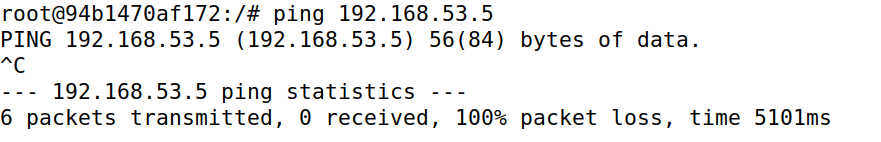 root@94b1470af172:/# ping 192.168.53.5
PING 192.168.53.5 (192.168.53.5) 56(84) bytes of data.
^C
--- 192.168.53.5 ping statistics ---
6 packets transmitted, 0 received, 100% packet loss, time 5101ms